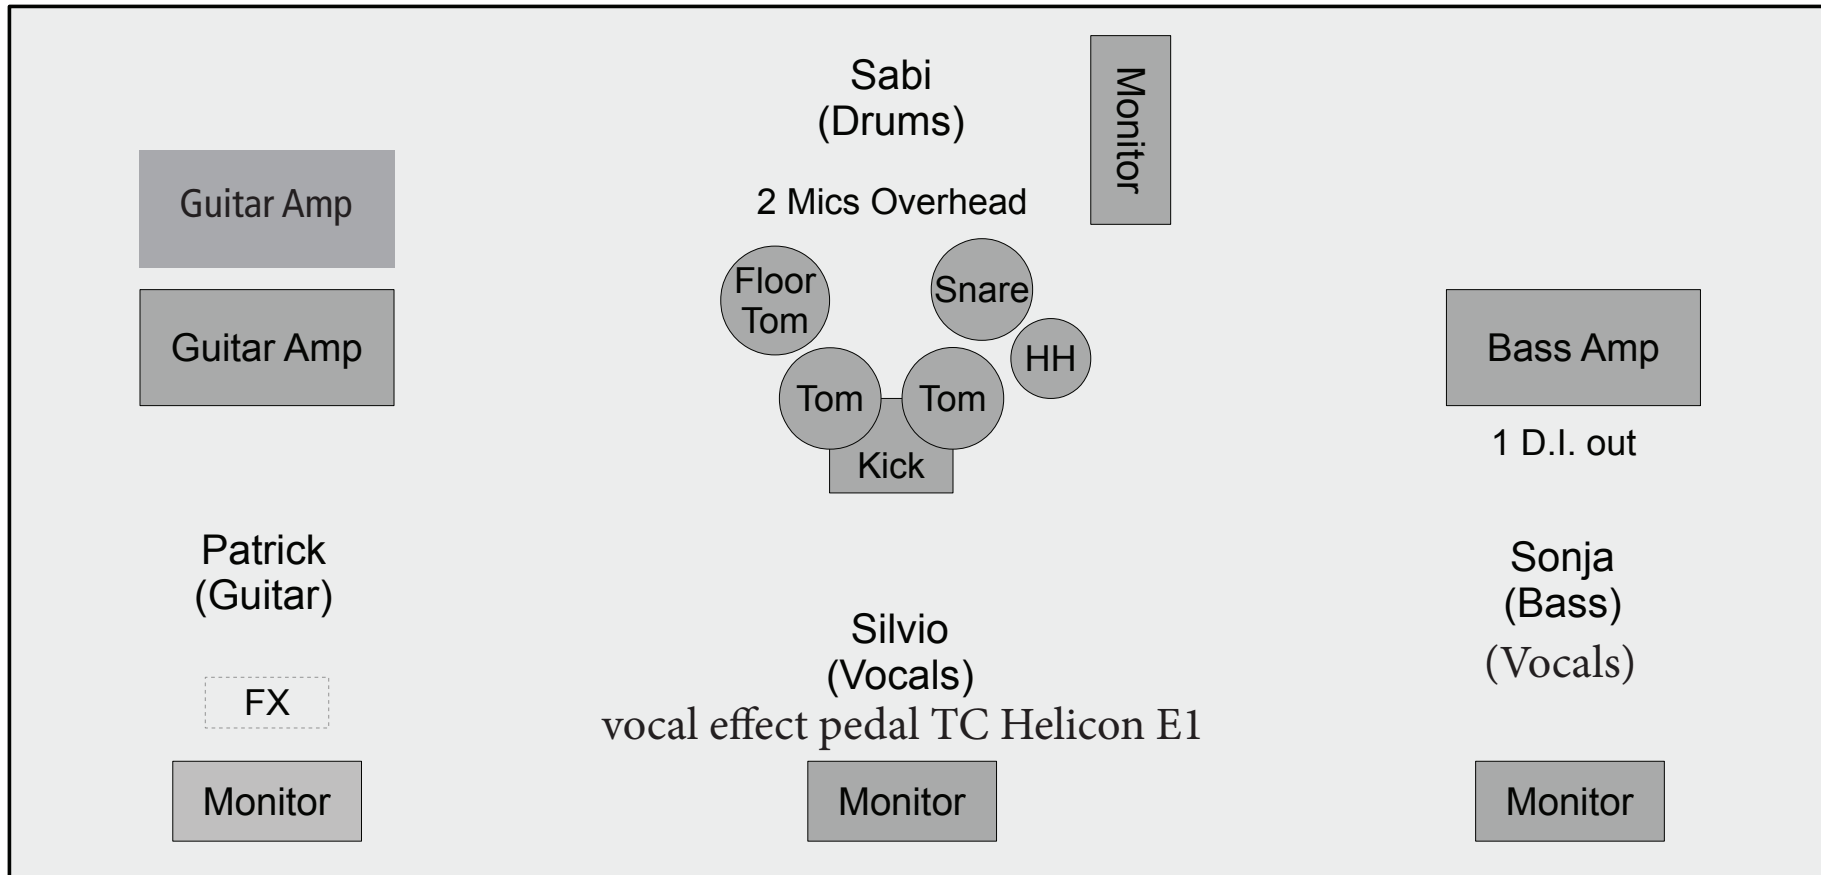 Sabi
(Drums)
Monitor
2 Mics Overhead
Guitar Amp
Guitar Amp
Floor
Tom
Snare
HH
Tom
Tom
Kick
Bass Amp
1 D.I. out
Patrick
(Guitar)
FX
Monitor
Silvio
(Vocals)
vocal effect pedal TC Helicon E1
Monitor
Sonja
(Bass)
(Vocals)
Monitor